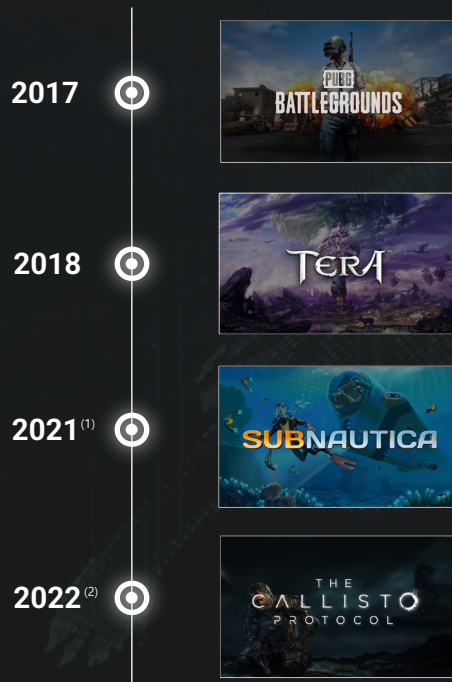 2017
PUBG
BATTLEGROUNDS
2018
TERA
2021 (1)
SUBNAUTICA
2022 (2)
THE
CALLISTO
PROTOCOL